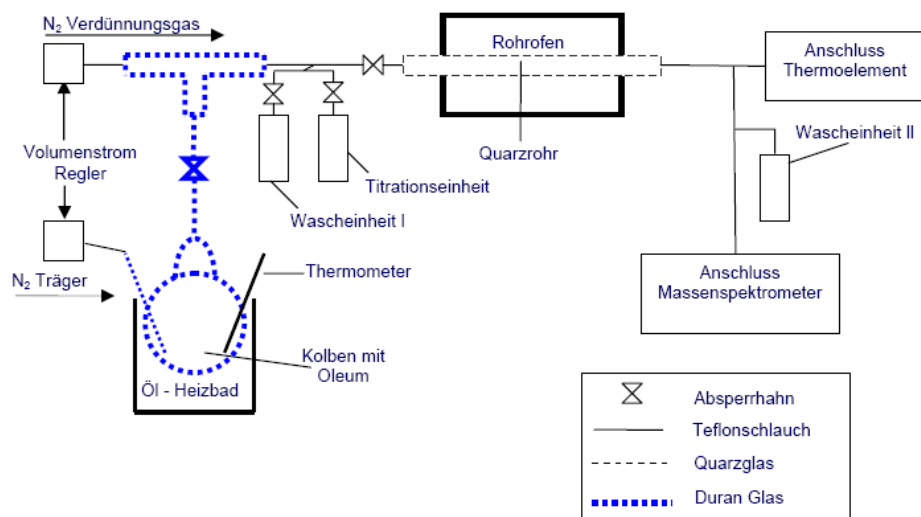 N₂ Verdünnungsgas
Rohrofen
Anschluss
Thermoelement
Volumenstrom
Regler
Quarzrohr
Wascheinheit II
Titrationseinheit
Wascheinheit I
N₂ Träger
Thermometer
Anschluss
Massenspektrometer
Kolben mit
Oleum
Öl - Heizbad
Absperrhahn
Teflonschlauch
Quarzglas
Duran Glas